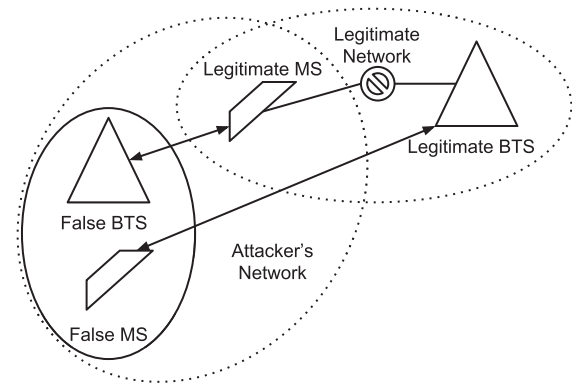 Legitimate
Network
Legitimate MS
Legitimate BTS
False BTS
Attacker's
Network
False MS